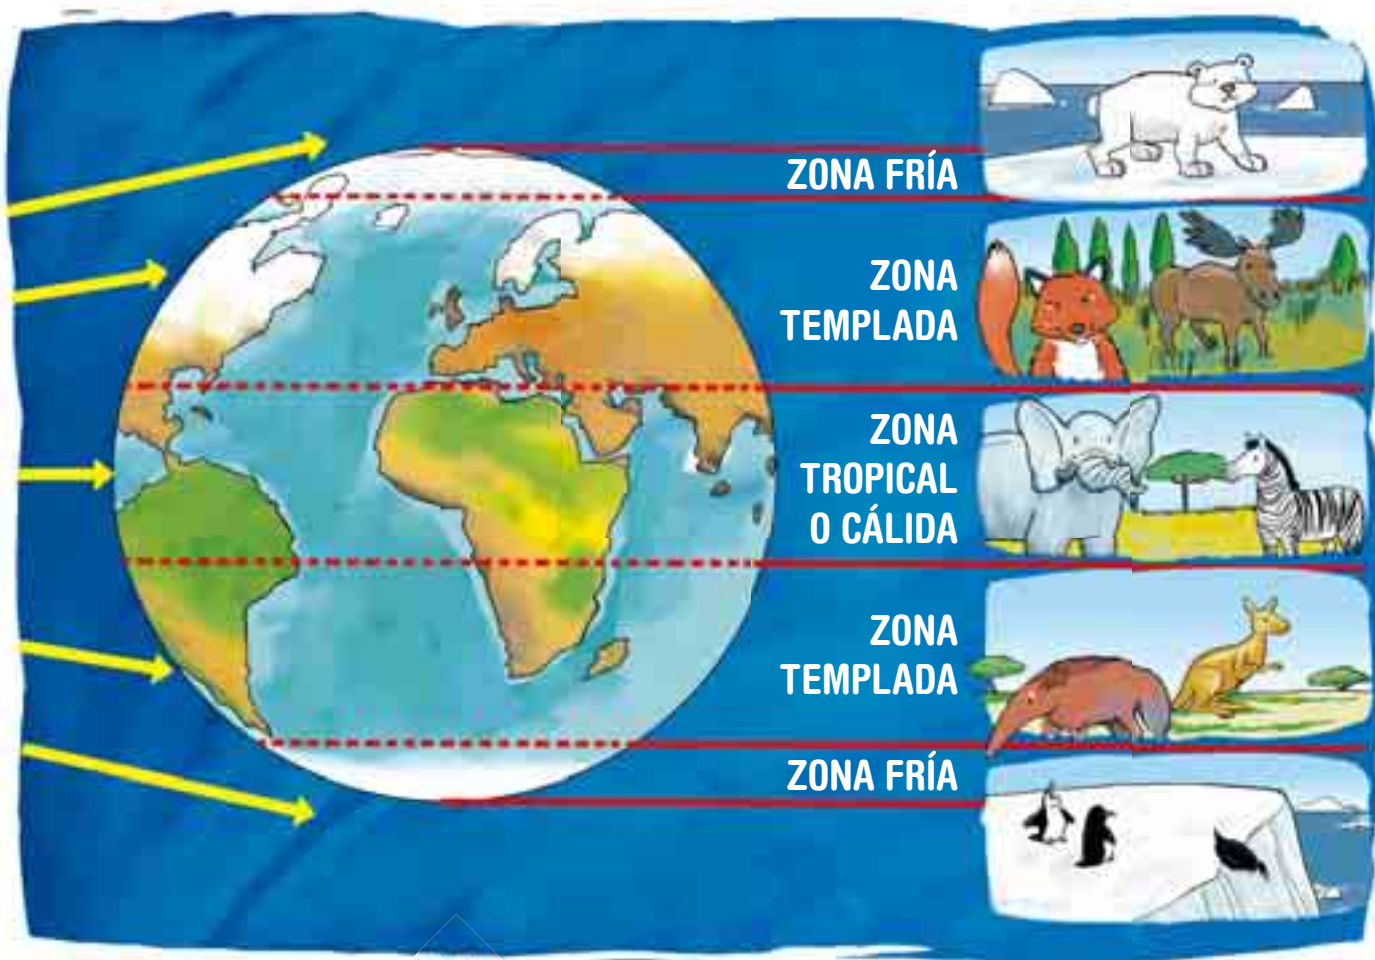 ZONA FRÍA
ZONA
TEMPLADA
ZONA
TROPICAL
O CÁLIDA
ZONA
TEMPLADA
ZONA FRÍA